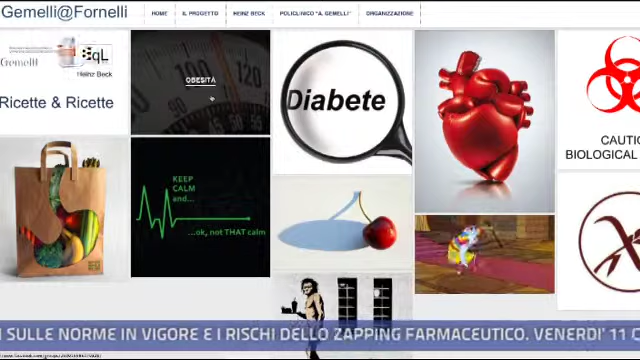 Gemelli@Fornelli
HOME
IL PROGETTO
HEINZ BECK
POLICLINICO "A. GEMELLI"
ORGANIZZAZIONE
Gemelli
EqL
Heinz Beck
Ricette & Ricette
OBESITÀ
Diabete
BIOLOGICAL
KEEP
CALM
and...
...ok, not THAT calm
SULLE NORME IN VIGORE E I RISCHI DELLO ZAPPING FARMACEUTICO. VENERDI' 11